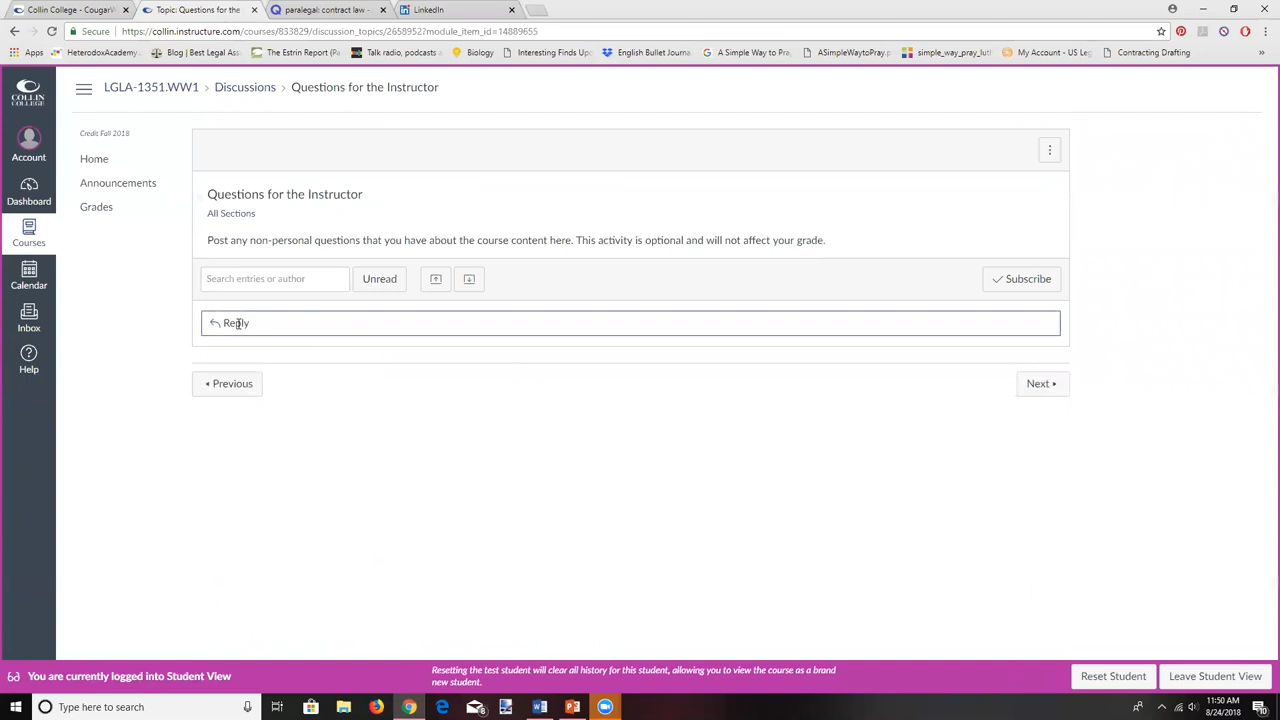 Collin College - CougarW
Topic: Questions for the
paralegal: contract law -
LinkedIn
Secure
https://collin.instructure.com/courses/833829/discussion_topics/2658952?module_item_id=14889655
Apps
HeterodoxAcademy.
Blog | Best Legal Ass
The Estrin Report (Pa
Talk radio, podcasts a
Biology
Interesting Finds Upd
English Bullet Journa
Simple Way to Pray.p
ASimpleWaytoPray.p
simple_way_pray_luth
My Account - US Leg
Contracting Drafting
»
COLLIN
COLLEGE
LGLA-1351.WW1 › Discussions › Questions for the Instructor
Credit Fall 2018
Account
Home
Announcements
Dashboard
Grades
Courses
Calendar
Inbox
Help
Questions for the Instructor
All Sections
Post any non-personal questions that you have about the course content here. This activity is optional and will not affect your grade.
Search entries or author
Unread
Subscribe
Reply
Previous
Next
You are currently logged into Student View
Resetting the test student will clear all history for this student, allowing you to view the course as a brand
new student.
Reset Student
Leave Student View
Type here to search
11:50 AM
8/24/2018